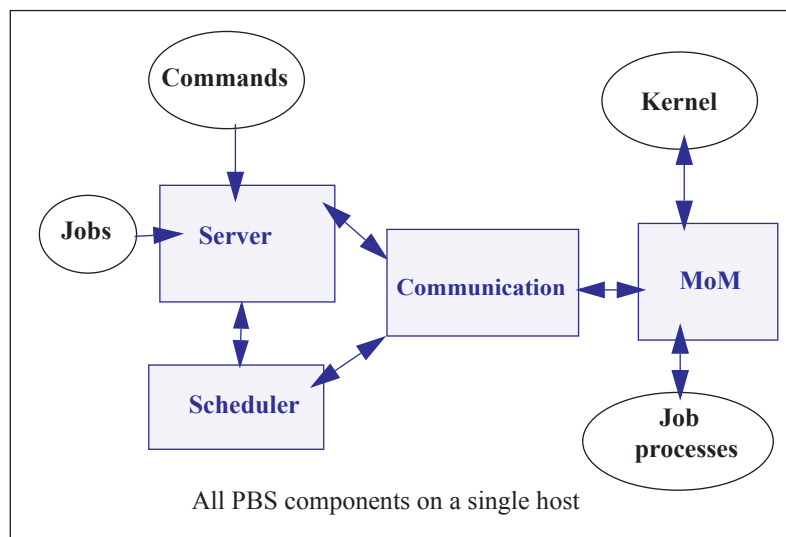 Commands
Kernel
Jobs
Server
Communication
MoM
Scheduler
Job
processes
All PBS components on a single host